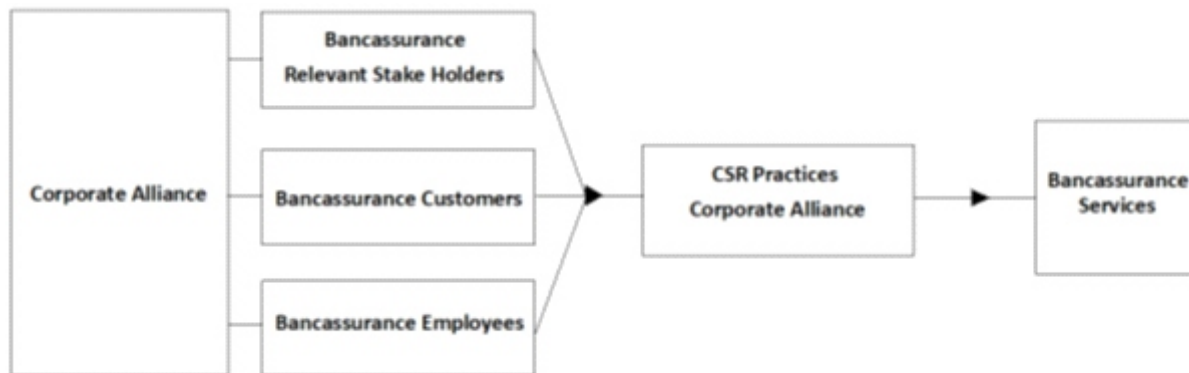 Corporate Alliance
Bancassurance
Relevant Stake Holders
Bancassurance Customers
Bancassurance Employees
CSR Practices
Corporate Alliance
Bancassurance
Services